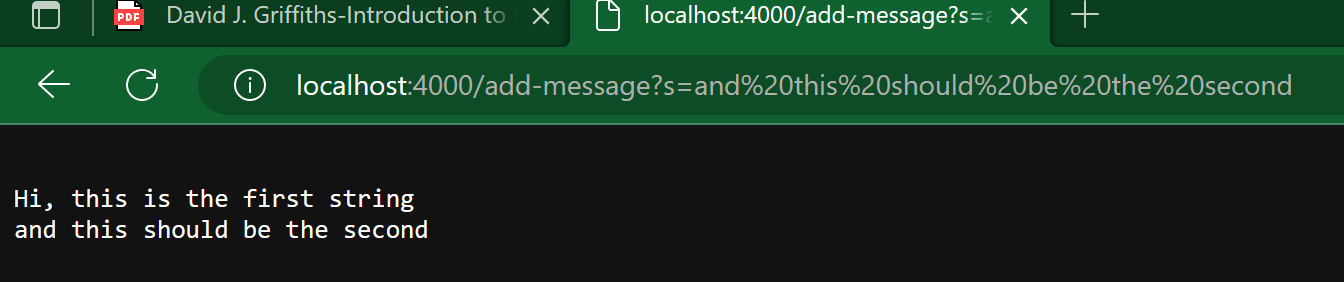 PDF
David J. Griffiths-Introduction to
localhost:4000/add-message?s=
localhost:4000/add-message?s=and%20this%20should%20be%20the%20second
Hi, this is the first string
and this should be the second